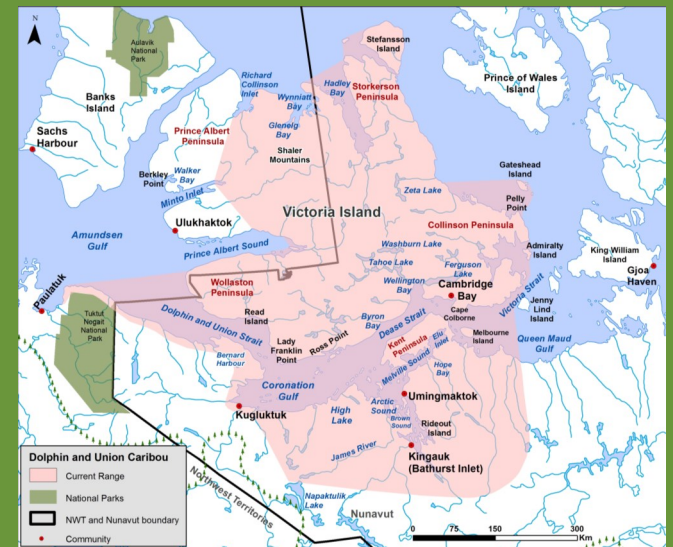 N
Stefansson
Island
Aulavik
National
Park
Banks
Island
Sachs
Harbour
Richard
Collinson
Inlet
Wynniatt
Bay
Hadley
Bay
Storkerson
Peninsula
Prince of Wales
Island
Glenelg
Bay
Prince Albert
Peninsula
Shaler
Mountains
Berkley
Point
Walker
Bay
Minto Inlet
Gateshead
Island
Zeta Lake
Pelly
Point
Victoria Island
Ulukhaktok
Collinson Peninsula
Amundsen
Gulf
Prince Albert Sound
Washburn Lake
Admiralty
Island
King William
Island
Tahoe Lake
Ferguson
Lake
Gjoa
Haven
Wollaston
Peninsula
Wellington
Bay
Cambridge
Bay
Victoria Strait
Paulatuk
Jenny
Lind
Island
Tuktut
Nogait
National
Park
Read
Island
Dolphin and Union Strait
Byron
Bay
Dease Strait
Cape
Colborne
Melbourne
Island
Queen Maud
Gulf
Lady
Franklin
Point
Ross Point
Kent
Peninsula
Elu
Inlet
Melville Sound
Bernard
Harbour
Hope
Bay
Coronation
Gulf
Umingmaktok
Kugluktuk
High
Lake
Arctic
Sound
Brown
Sound
Rideout
Island
James River
Kingauk
(Bathurst Inlet)
Dolphin and Union Caribou
Current Range
National Parks
NWT and Nunavut boundary
Community
Northwest Territories
Napaktulik
Lake
Nunavut
0 75 150 300
Km